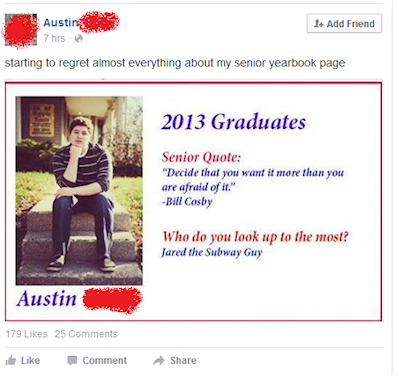 Austin
Add Friend
7 hrs ·
starting to regret almost everything about my senior yearbook page
2013 Graduates
Senior Quote:
"Decide that you want it more than you
are afraid of it."
-Bill Cosby
Who do you look up to the most?
Jared the Subway Guy
Austin
179 Likes 25 Comments
Like Comment Share